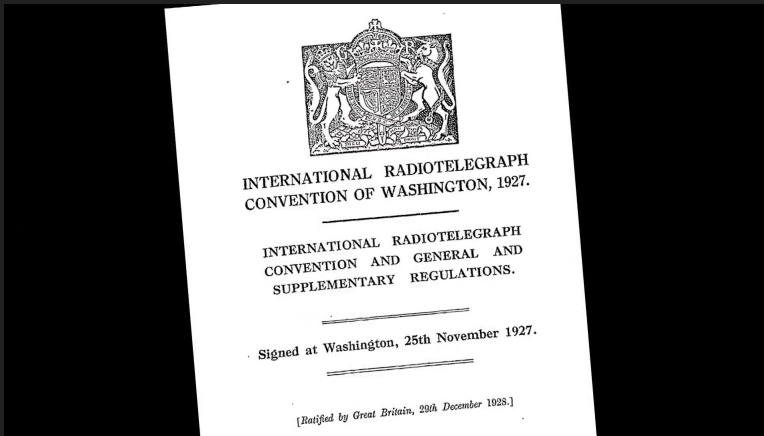 G R
INTERNATIONAL RADIOTELEGRAPH
CONVENTION OF WASHINGTON, 1927.
INTERNATIONAL RADIOTELEGRAPH
CONVENTION AND GENERAL AND
SUPPLEMENTARY REGULATIONS.
Signed at Washington, 25th November 1927.
[Ratified by Great Britain, 29th December 1928.]